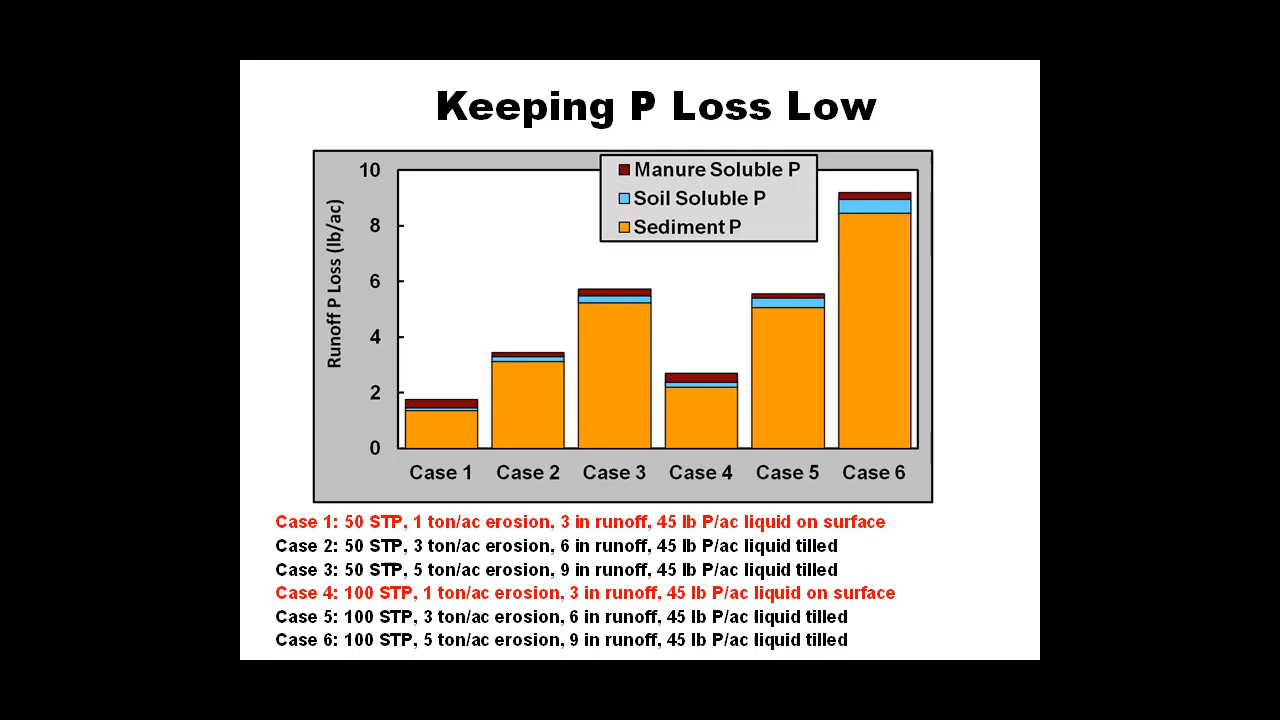 Keeping P Loss Low
Manure Soluble P
Soil Soluble P
Sediment P
Runoff P Loss (lb/ac)
10
8
6
4
2
0
Case 1 Case 2 Case 3 Case 4 Case 5 Case 6
Case 1: 50 STP, 1 ton/ac erosion, 3 in runoff, 45 lb P/ac liquid on surface
Case 2: 50 STP, 3 ton/ac erosion, 6 in runoff, 45 lb P/ac liquid tilled
Case 3: 50 STP, 5 ton/ac erosion, 9 in runoff, 45 lb P/ac liquid tilled
Case 4: 100 STP, 1 ton/ac erosion, 3 in runoff, 45 lb P/ac liquid on surface
Case 5: 100 STP, 3 ton/ac erosion, 6 in runoff, 45 lb P/ac liquid tilled
Case 6: 100 STP, 5 ton/ac erosion, 9 in runoff, 45 lb P/ac liquid tilled